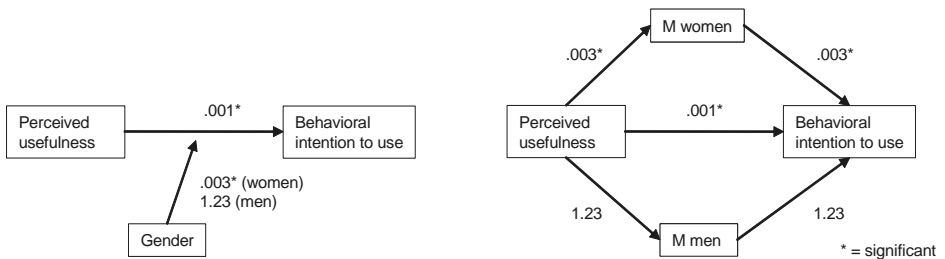 .001*
Perceived
usefulness
Behavioral
intention to use
.003* (women)
1.23 (men)
Gender
M women
.003*
.003*
Perceived
usefulness
.001*
Behavioral
intention to use
1.23
1.23
M men
* = significant